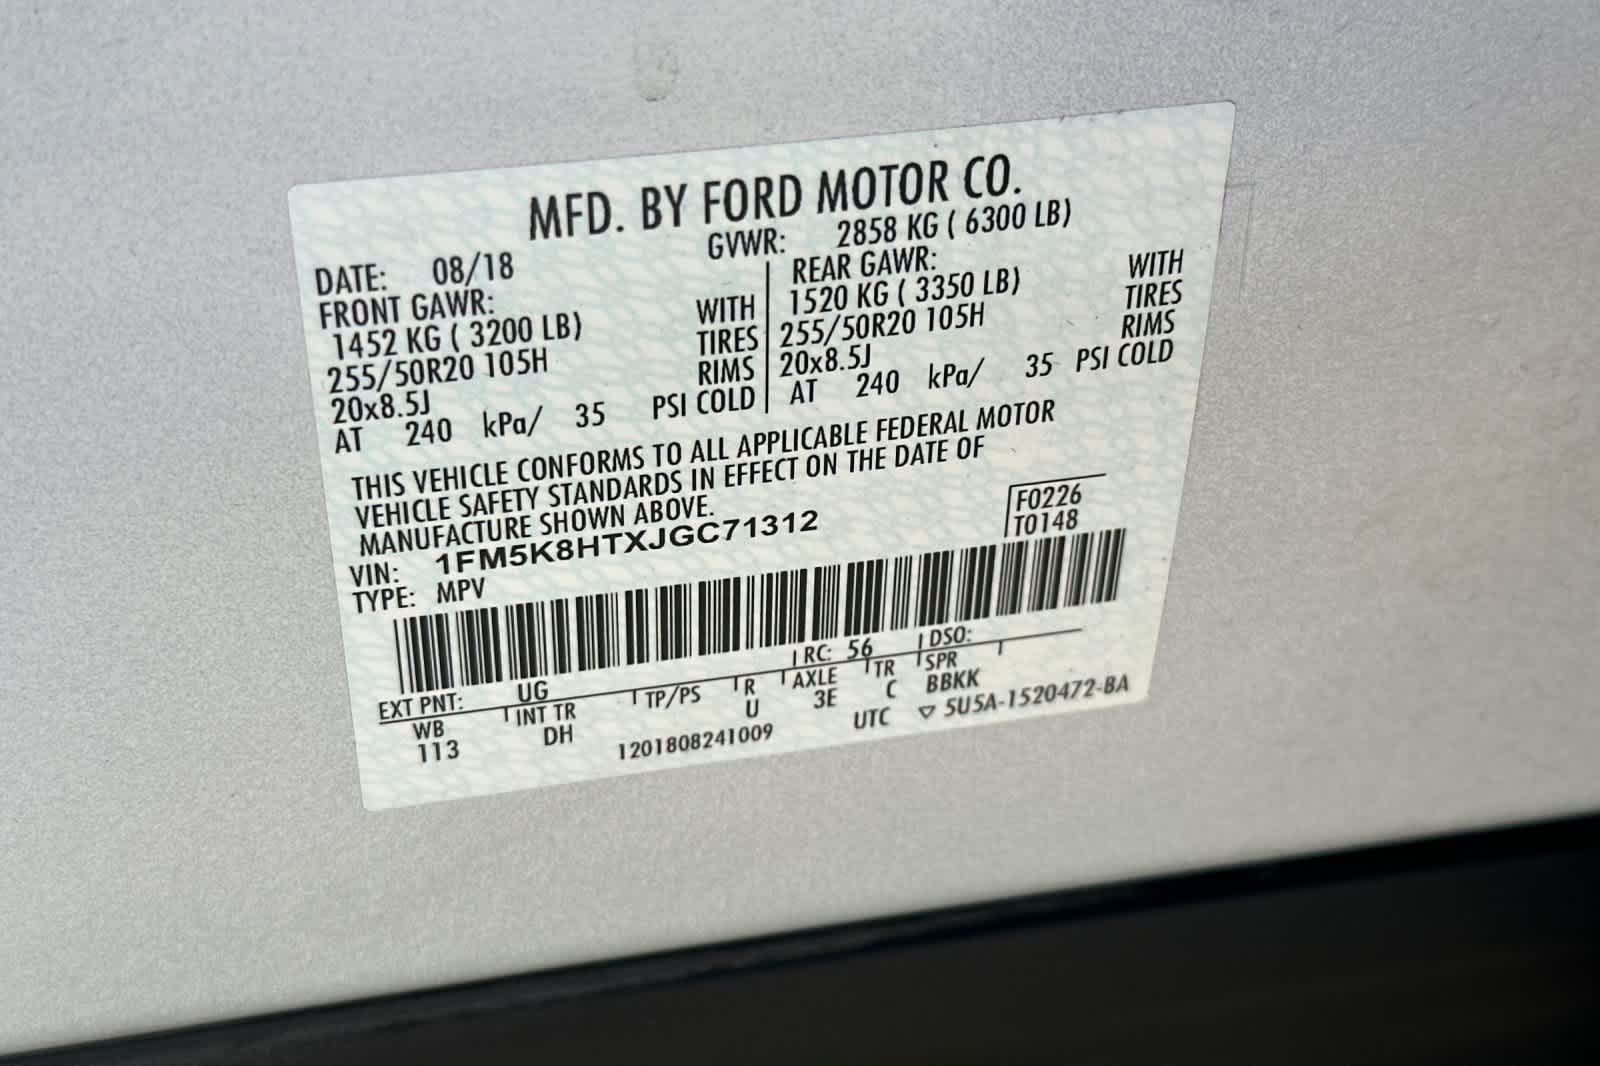 MFD. BY FORD MOTOR CO.
DATE: 08/18 GVWR: 2858 KG ( 6300 LB)
FRONT GAWR: WITH REAR GAWR: WITH
1452 KG ( 3200 LB) TIRES 1520 KG ( 3350 LB) TIRES
255/50R20 105H RIMS 255/50R20 105H RIMS
20x8.5J 20x8.5J
AT 240 kPa/ 35 PSI COLD AT 240 kPa/ 35 PSI COLD
THIS VEHICLE CONFORMS TO ALL APPLICABLE FEDERAL MOTOR
VEHICLE SAFETY STANDARDS IN EFFECT ON THE DATE OF
MANUFACTURE SHOWN ABOVE.
VIN: 1FM5K8HTXJGC71312
TYPE: MPV
F0226
T0148
EXT PNT: UG RC: 56 DSO:
WB INT TR TP/PS R AXLE TR SPR
113 DH U 3E C BBKK
1201808241009 UTC ▽ 5U5A-1520472-BA